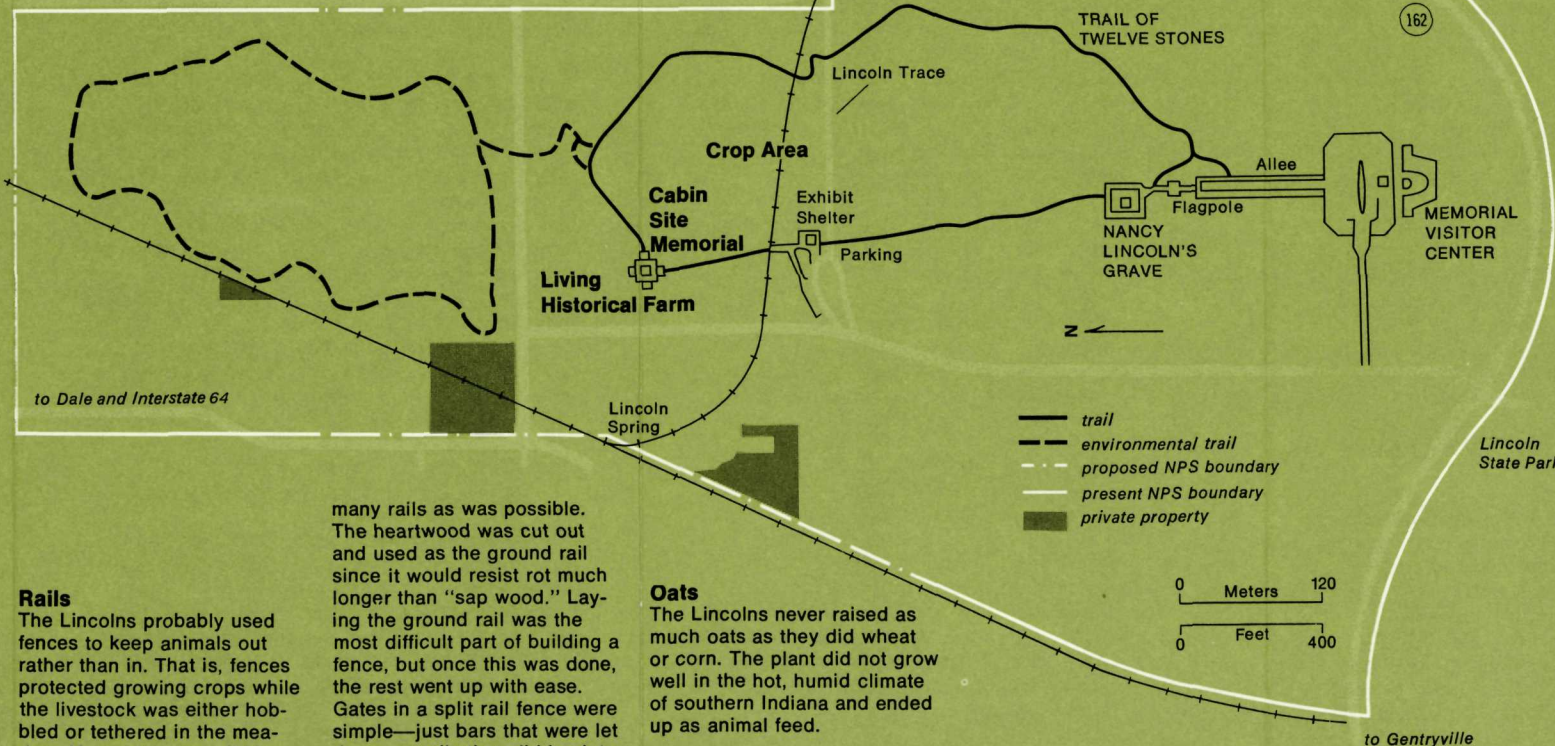 162
TRAIL OF
TWELVE STONES
Lincoln Trace
Crop Area
Allee
Cabin
Site
Memorial
Exhibit
Shelter
Flagpole
MEMORIAL
VISITOR
CENTER
NANCY
LINCOLN'S
GRAVE
Parking
Living
Historical Farm
N
to Dale and Interstate 64
Lincoln
Spring
trail
environmental trail
proposed NPS boundary
present NPS boundary
private property
Lincoln
State Park
0 Meters 120
0 Feet 400
to Gentryville
Rails
The Lincolns probably used
fences to keep animals out
rather than in. That is, fences
protected growing crops while
the livestock was either hob-
bled or tethered in the mea-
many rails as was possible.
The heartwood was cut out
and used as the ground rail
since it would resist rot much
longer than "sap wood." Lay-
ing the ground rail was the
most difficult part of building a
fence, but once this was done,
the rest went up with ease.
Gates in a split rail fence were
simple—just bars that were let
Oats
The Lincolns never raised as
much oats as they did wheat
or corn. The plant did not grow
well in the hot, humid climate
of southern Indiana and ended
up as animal feed.